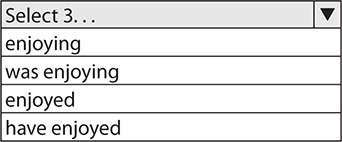 Select 3. . .
enjoying
was enjoying
enjoyed
have enjoyed